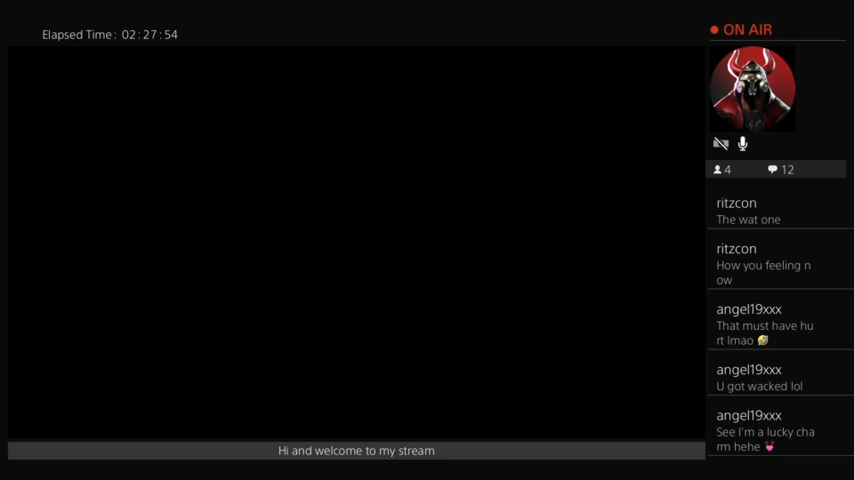 Elapsed Time: 02:27:54
ON AIR
4
12
ritzcon
The wat one
ritzcon
How you feeling n
ow
angel19xxx
That must have hu
rt lmao 🤣
angel19xxx
U got wacked lol
angel19xxx
See I'm a lucky cha
rm hehe 💓
Hi and welcome to my stream